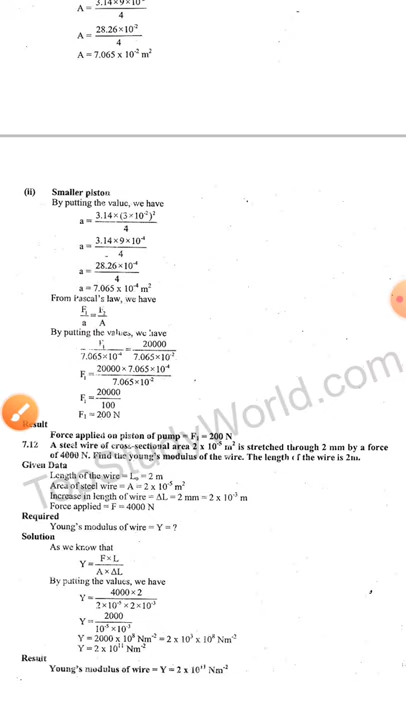 A = 3.14×9×10⁻² / 4
A = 28.26×10⁻² / 4
A = 7.065 x 10⁻² m²
(ii) Smaller piston
By putting the value, we have
a = 3.14×(3×10⁻²)² / 4
a = 3.14×9×10⁻⁴ / 4
a = 28.26×10⁻⁴ / 4
a = 7.065 x 10⁻⁴ m²
From Pascal's law, we have
F₁/a = F₂/A
By putting the values, we have
F₁ / 7.065×10⁻⁴ = 20000 / 7.065×10⁻²
F₁ = 20000×7.065×10⁻⁴ / 7.065×10⁻²
F₁ = 20000 / 100
F₁ = 200 N
Result
Force applied on piston of pump = F₁ = 200 N
7.12 A steel wire of cross-sectional area 2 x 10⁻⁵ m² is stretched through 2 mm by a force
of 4000 N. Find the young's modulus of the wire. The length of the wire is 2m.
Given Data
Length of the wire = L₀ = 2 m
Area of steel wire = A = 2 x 10⁻⁵ m²
Increase in length of wire = ΔL = 2 mm = 2 x 10⁻³ m
Force applied = F = 4000 N
Required
Young's modulus of wire = Y = ?
Solution
As we know that
Y = F×L / A×ΔL
By putting the values, we have
Y = 4000×2 / 2×10⁻⁵×2×10⁻³
Y = 2000 / 10⁻⁵×10⁻³
Y = 2000 x 10⁸ Nm⁻² = 2 x 10³ x 10⁸ Nm⁻²
Y = 2 x 10¹¹ Nm⁻²
Result
Young's modulus of wire = Y = 2 x 10¹¹ Nm⁻²
StudyWorld.com